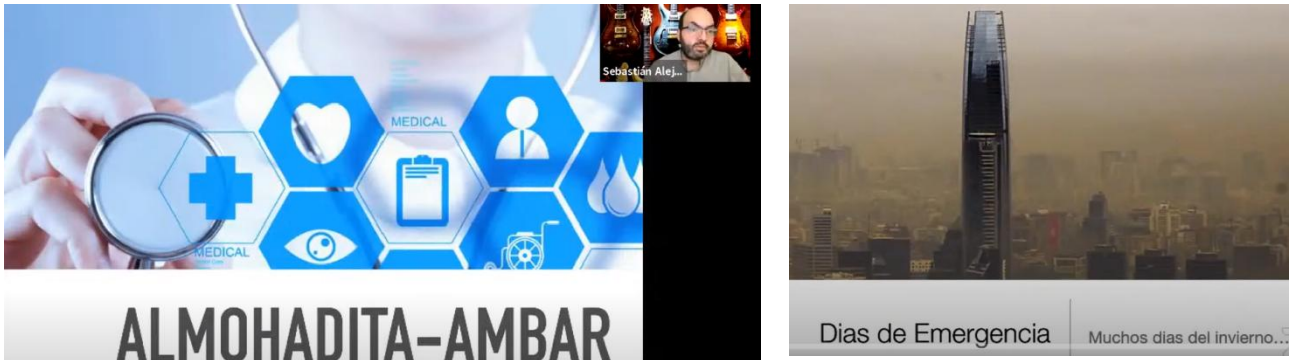 Sebastián Alej...
MEDICAL
MEDICAL
ALMOHADITA-AMBAR
Dias de Emergencia
Muchos dias del invierno...